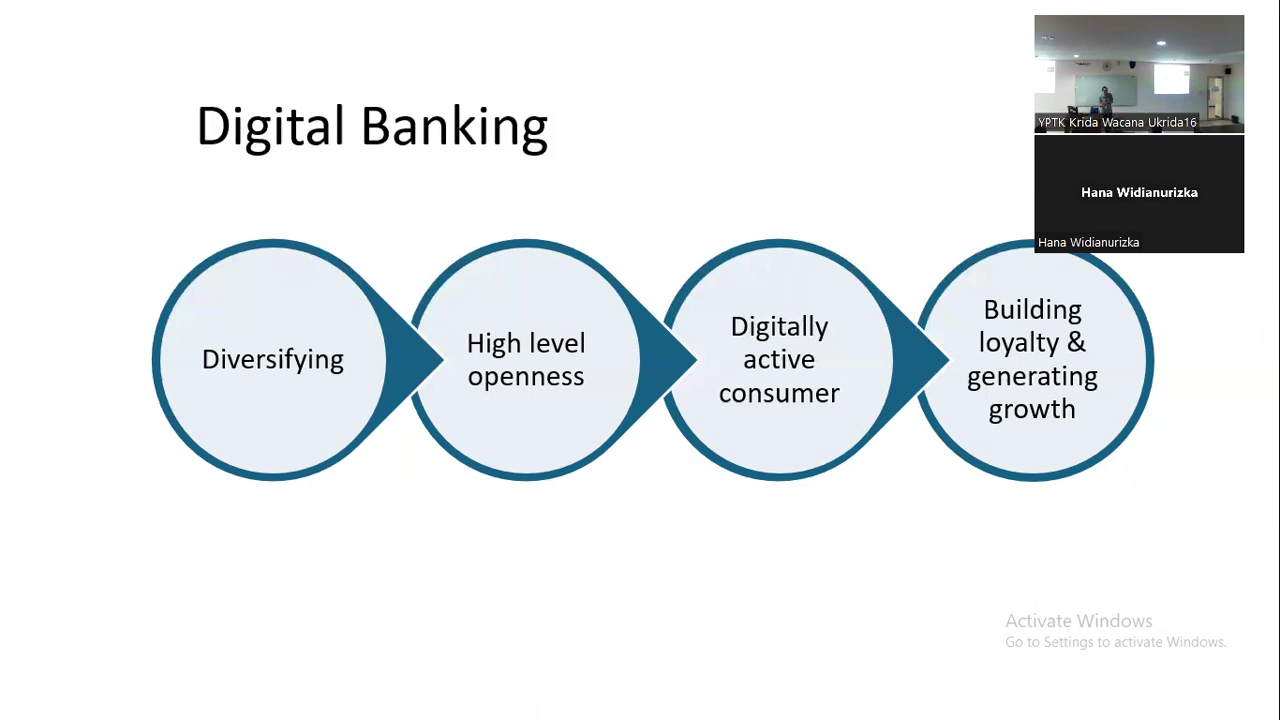 Digital Banking
YPTK Krida Wacana Ukrida16
Hana Widianurizka
Hana Widianurizka
Diversifying
High level
openness
Digitally
active
consumer
Building
loyalty &
generating
growth
Activate Windows
Go to Settings to activate Windows.